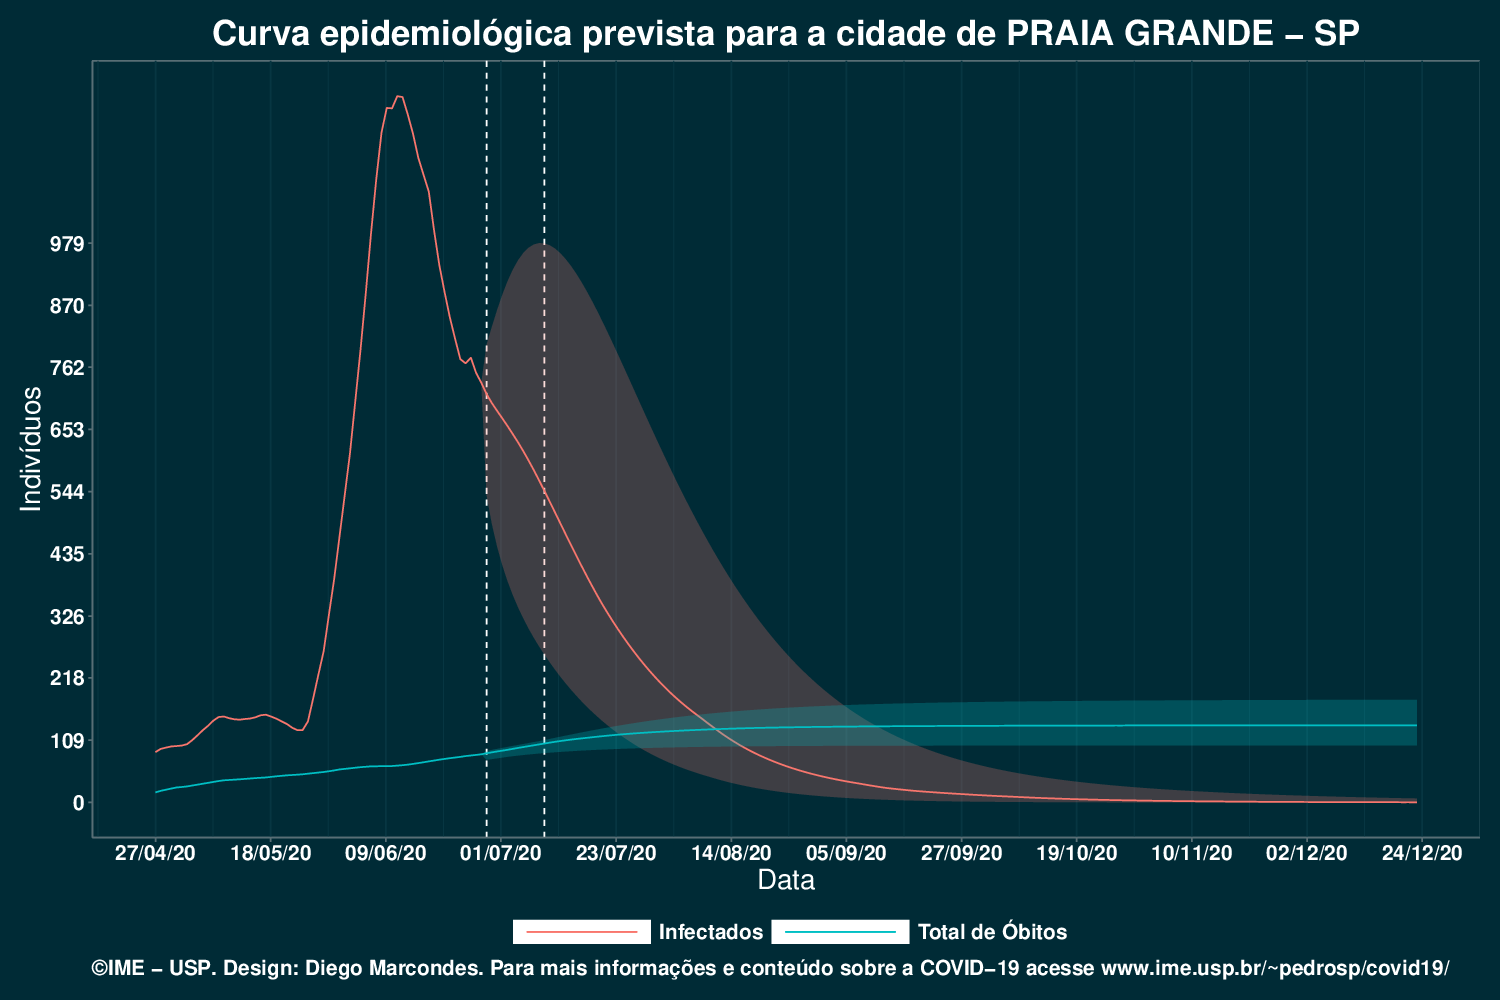 Curva epidemiológica prevista para a cidade de PRAIA GRANDE – SP
Indivíduos
979
870
762
653
544
435
326
218
109
0
27/04/20 18/05/20 09/06/20 01/07/20 23/07/20 14/08/20 05/09/20 27/09/20 19/10/20 10/11/20 02/12/20 24/12/20
Data
Infectados Total de Óbitos
©IME – USP. Design: Diego Marcondes. Para mais informações e conteúdo sobre a COVID–19 acesse www.ime.usp.br/~pedrosp/covid19/